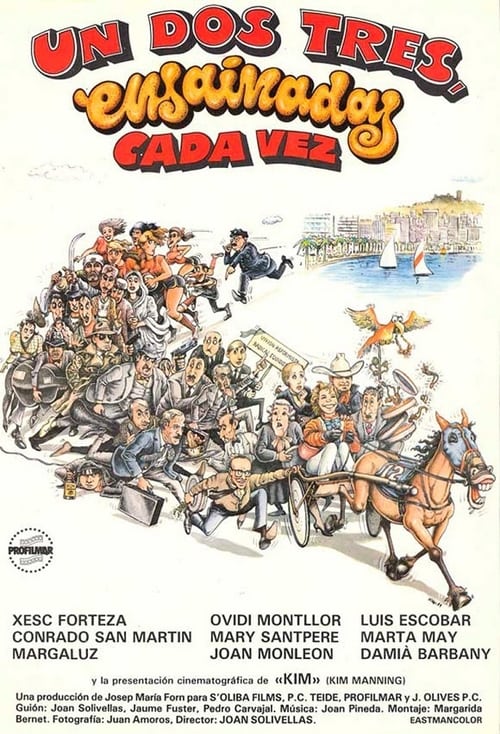 UN DOS TRES,
ensaimadas
CADA VEZ
12
PROFILMAR
XESC FORTEZA OVIDI MONTLLOR LUIS ESCOBAR
CONRADO SAN MARTIN MARY SANTPERE MARTA MAY
MARGALUZ JOAN MONLEON DAMIÀ BARBANY
y la presentación cinematográfica de «KIM» (KIM MANNING)
Una producción de Josep María Forn para S'OLIBA FILMS, P.C. TEIDE, PROFILMAR y J. OLIVES P.C.
Guión: Joan Solivellas, Jaume Fuster, Pedro Carvajal. Música: Joan Pineda. Montaje: Margarida
Bernet. Fotografía: Juan Amoros, Director: JOAN SOLIVELLAS. EASTMANCOLOR